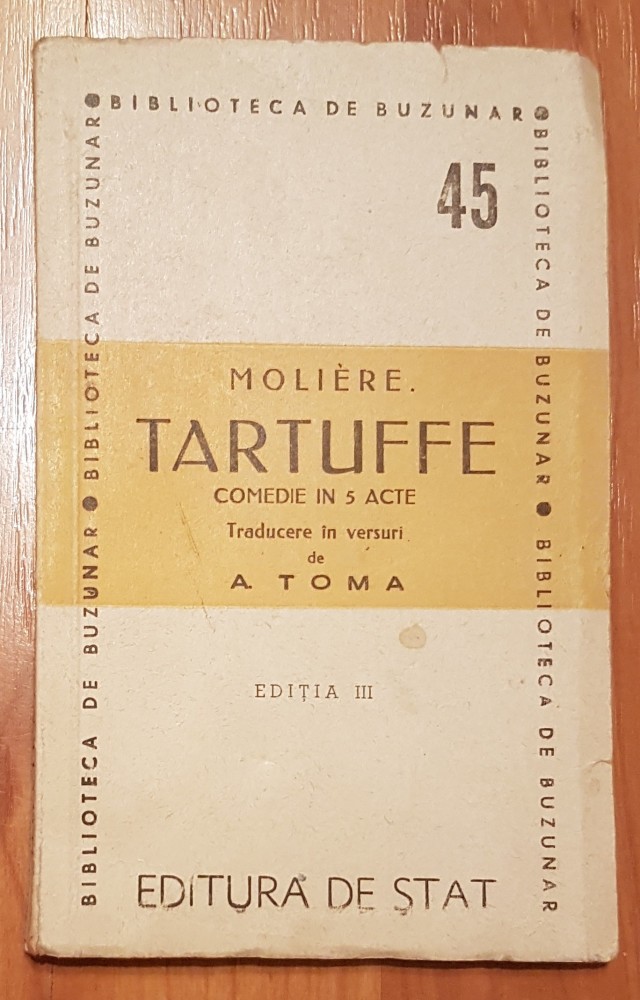 BIBLIOTECA DE BUZUNAR
BIBLIOTECA DE BUZUNAR ● BIBLIOTECA DE BUZUNAR
BIBLIOTECA DE BUZUNAR ● BIBLIOTECA DE BUZUNAR
45
MOLIÈRE.
TARTUFFE
COMEDIE IN 5 ACTE
Traducere în versuri
de
A. TOMA
EDIȚIA III
EDITURA DE STAT